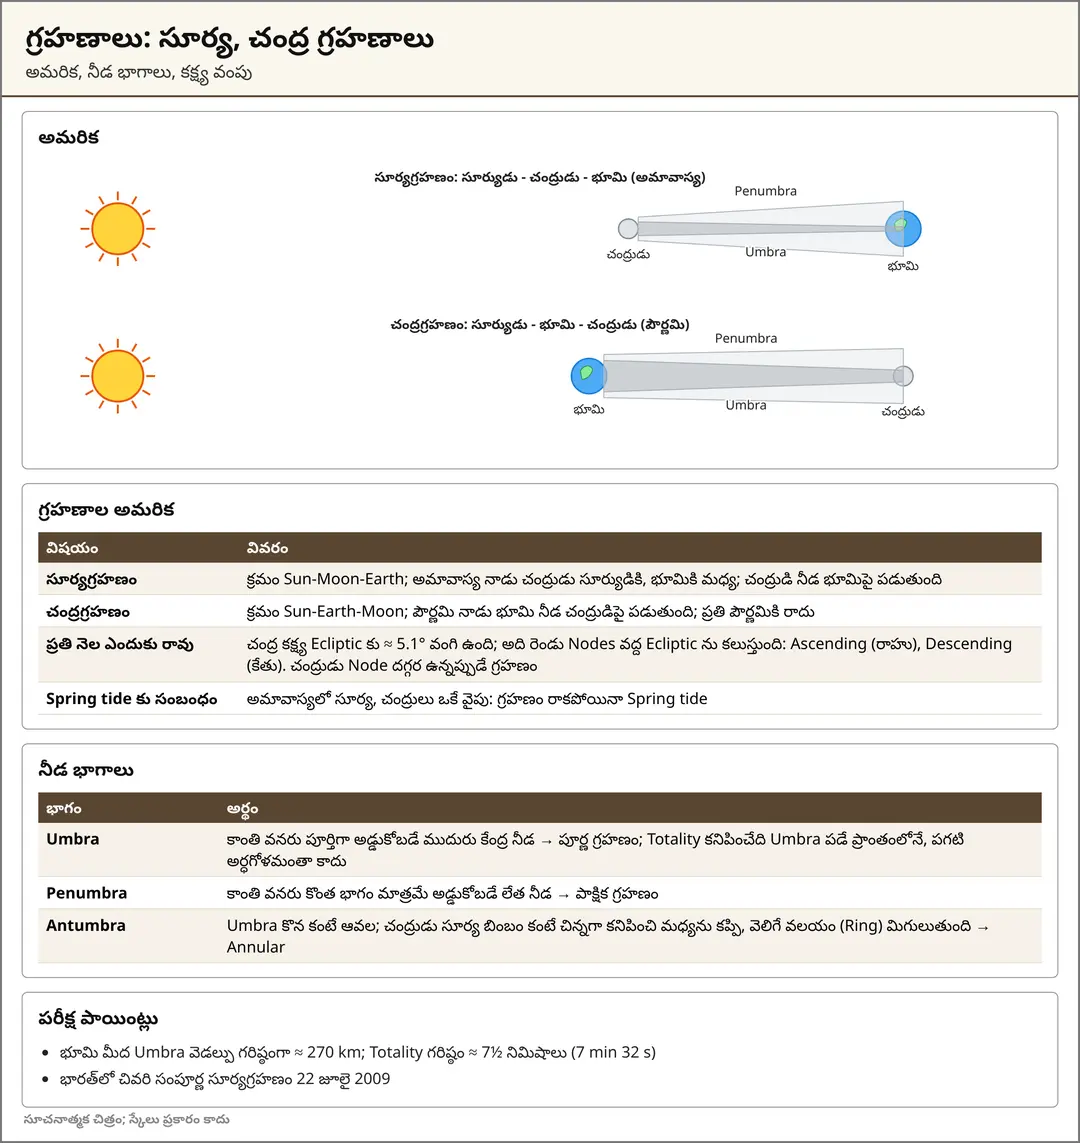 గ్రహణాలు: సూర్య, చంద్ర గ్రహణాలు
అమరిక, నీడ భాగాలు, కక్ష్య వంపు
అమరిక
సూర్యగ్రహణం: సూర్యుడు - చంద్రుడు - భూమి (అమావాస్య)
Penumbra
చంద్రుడు
Umbra
భూమి
చంద్రగ్రహణం: సూర్యుడు - భూమి - చంద్రుడు (పౌర్ణమి)
Penumbra
భూమి
Umbra
చంద్రుడు
గ్రహణాల అమరిక
విషయం వివరం
సూర్యగ్రహణం క్రమం Sun-Moon-Earth; అమావాస్య నాడు చంద్రుడు సూర్యుడికి, భూమికి మధ్య; చంద్రుడి నీడ భూమిపై పడుతుంది
చంద్రగ్రహణం క్రమం Sun-Earth-Moon; పౌర్ణమి నాడు భూమి నీడ చంద్రుడిపై పడుతుంది; ప్రతి పౌర్ణమికి రాదు
ప్రతి నెల ఎందుకు రావు చంద్ర కక్ష్య Ecliptic కు ≈ 5.1° వంగి ఉంది; అది రెండు Nodes వద్ద Ecliptic ను కలుస్తుంది: Ascending (రాహు), Descending
(కేతు). చంద్రుడు Node దగ్గర ఉన్నప్పుడే గ్రహణం
Spring tide కు సంబంధం అమావాస్యలో సూర్య, చంద్రులు ఒకే వైపు: గ్రహణం రాకపోయినా Spring tide
నీడ భాగాలు
భాగం అర్థం
Umbra కాంతి వనరు పూర్తిగా అడ్డుకోబడే ముదురు కేంద్ర నీడ → పూర్ణ గ్రహణం; Totality కనిపించేది Umbra పడే ప్రాంతంలోనే, పగటి
అర్ధగోళమంతా కాదు
Penumbra కాంతి వనరు కొంత భాగం మాత్రమే అడ్డుకోబడే లేత నీడ → పాక్షిక గ్రహణం
Antumbra Umbra కొన కంటే ఆవల; చంద్రుడు సూర్య బింబం కంటే చిన్నగా కనిపించి మధ్యను కప్పి, వెలిగే వలయం (Ring) మిగులుతుంది →
Annular
పరీక్ష పాయింట్లు
• భూమి మీద Umbra వెడల్పు గరిష్ఠంగా ≈ 270 km; Totality గరిష్ఠం ≈ 7½ నిమిషాలు (7 min 32 s)
• భారత్‌లో చివరి సంపూర్ణ సూర్యగ్రహణం 22 జూలై 2009
సూచనాత్మక చిత్రం; స్కేలు ప్రకారం కాదు